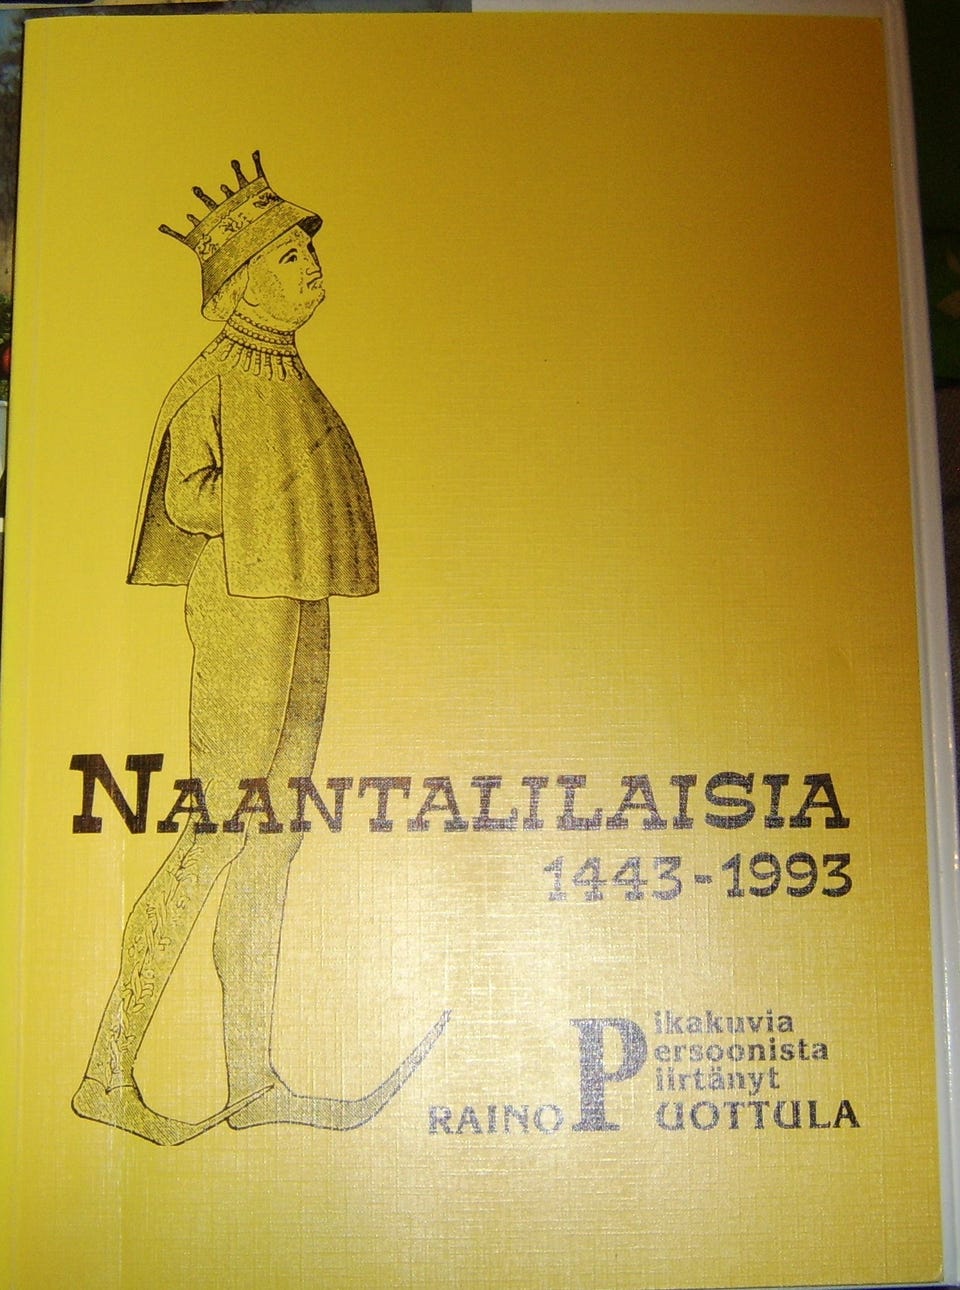 NAANTALILAISIA
1443-1993
Pikakuvia
Persoonista
Piirtänyt
RAINO PUOTTULA